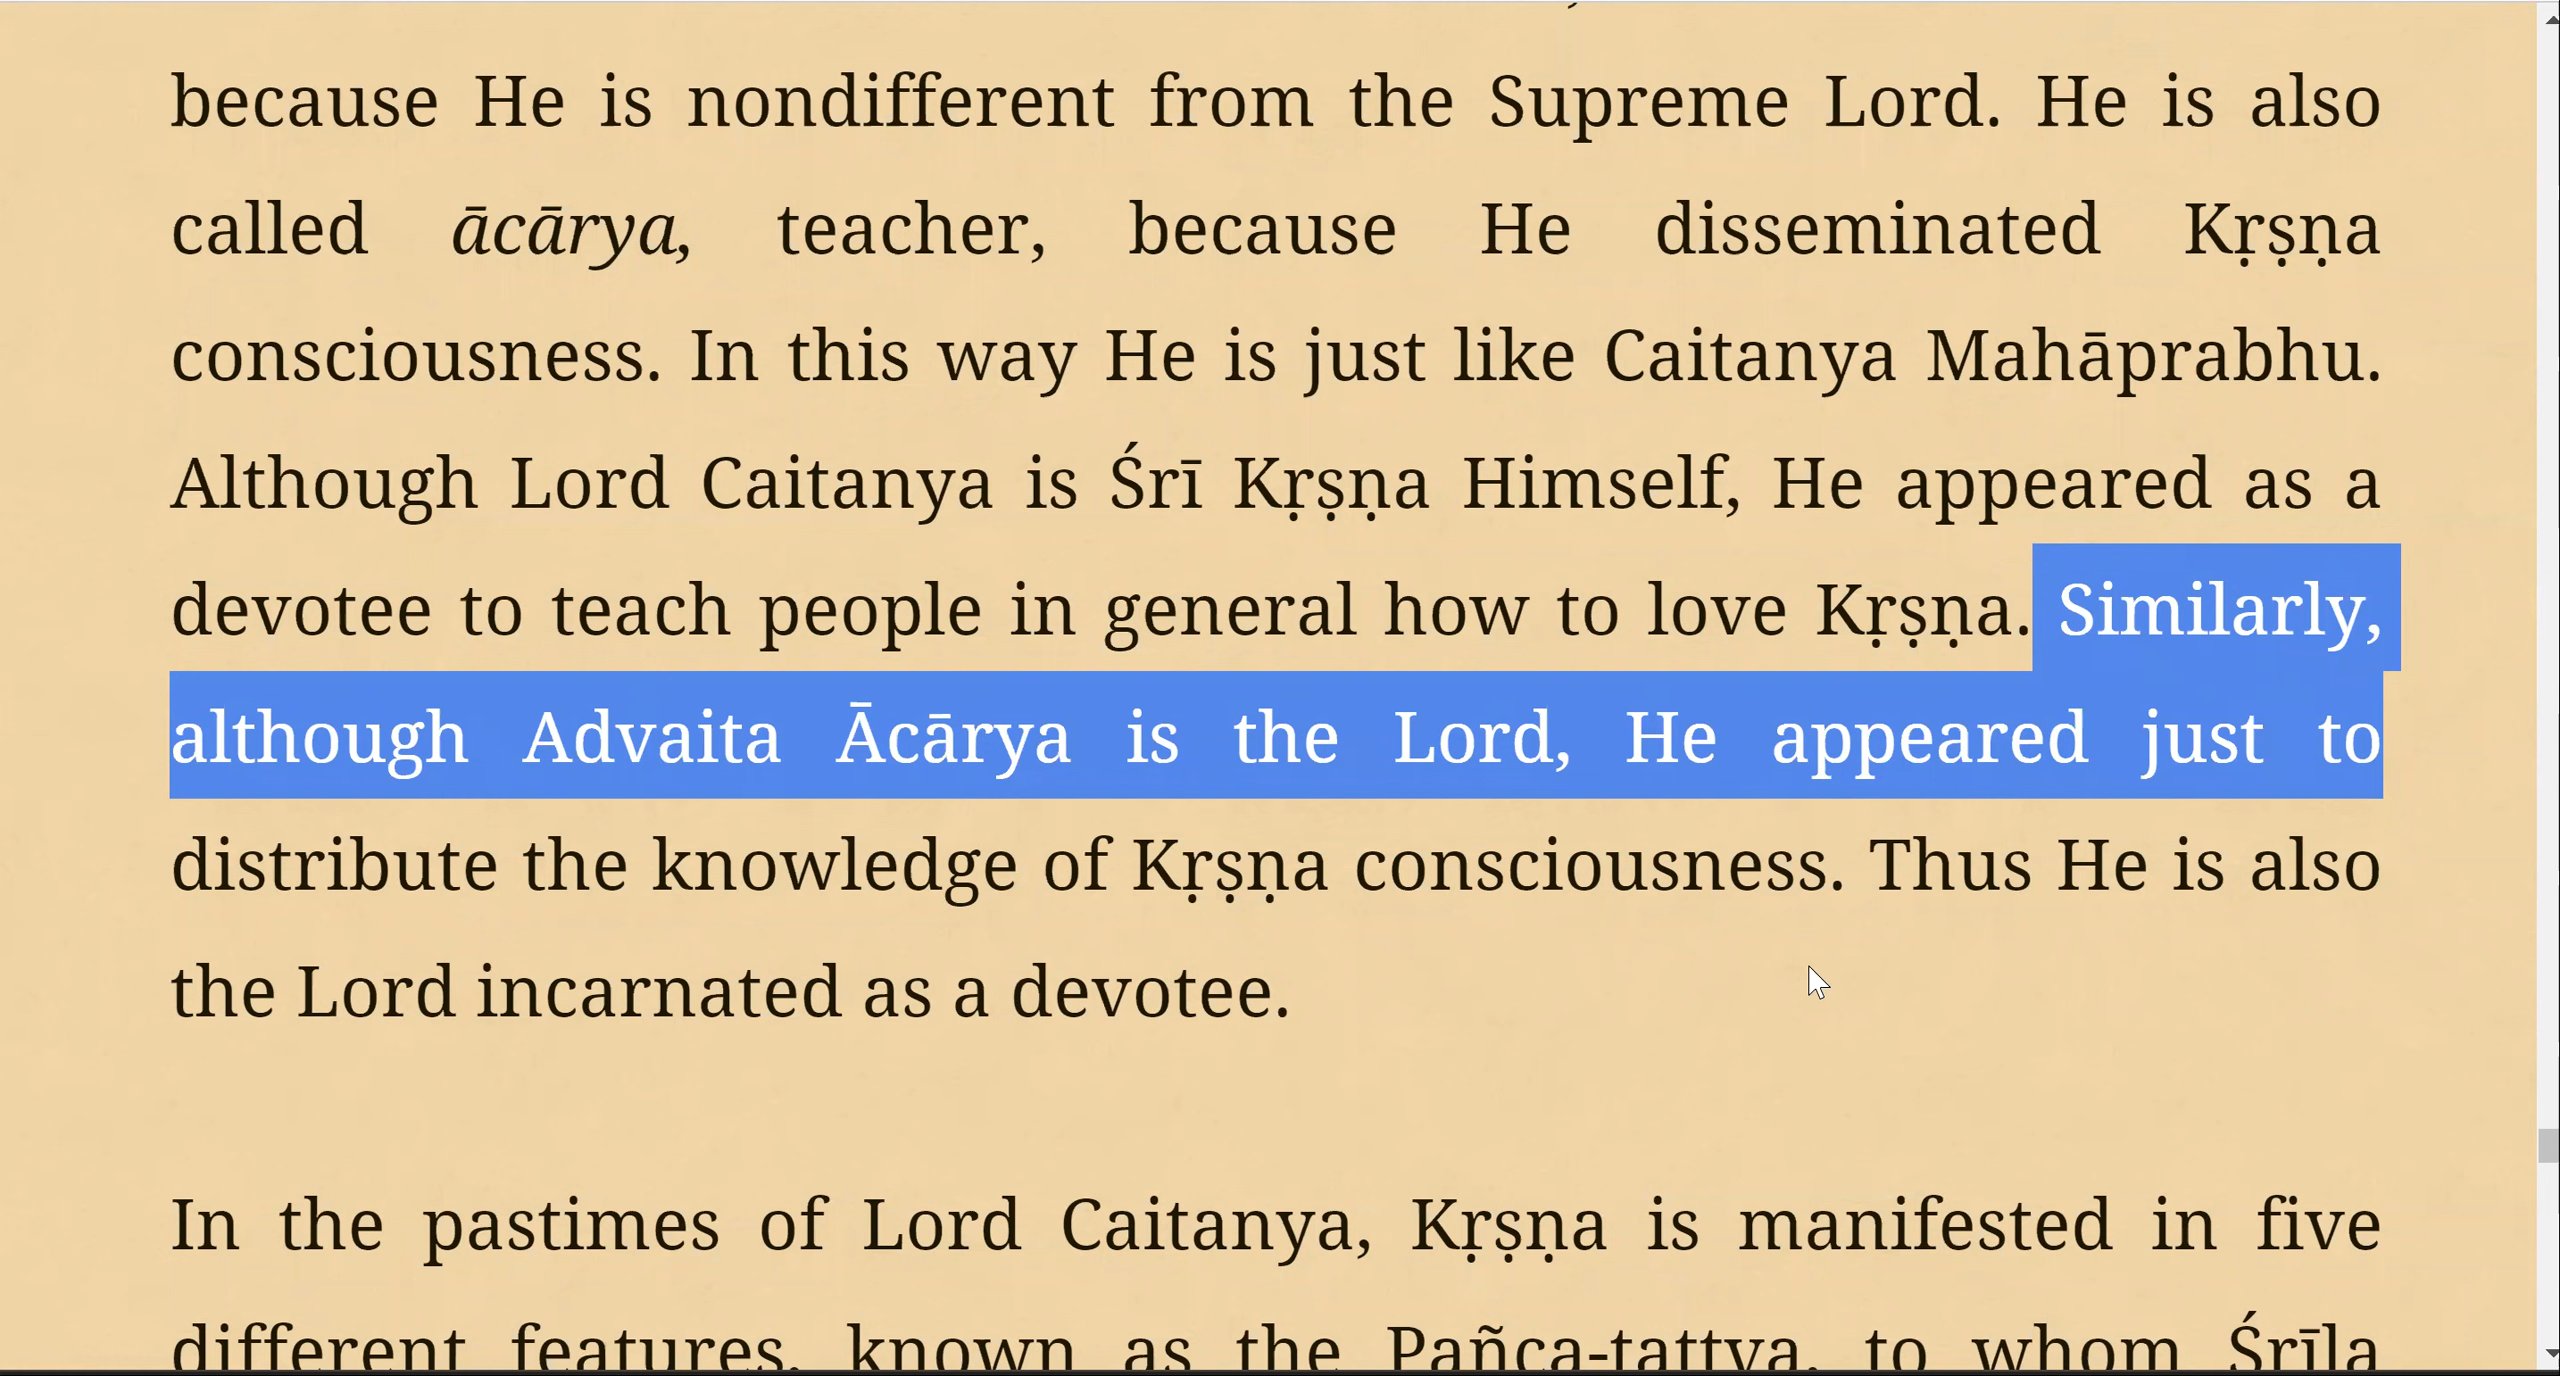 because He is nondifferent from the Supreme Lord. He is also
called ācārya, teacher, because He disseminated Kṛṣṇa
consciousness. In this way He is just like Caitanya Mahāprabhu.
Although Lord Caitanya is Śrī Kṛṣṇa Himself, He appeared as a
devotee to teach people in general how to love Kṛṣṇa. Similarly,
although Advaita Ācārya is the Lord, He appeared just to
distribute the knowledge of Kṛṣṇa consciousness. Thus He is also
the Lord incarnated as a devotee.
In the pastimes of Lord Caitanya, Kṛṣṇa is manifested in five
different features, known as the Pañca-tattva, to whom Śrīla